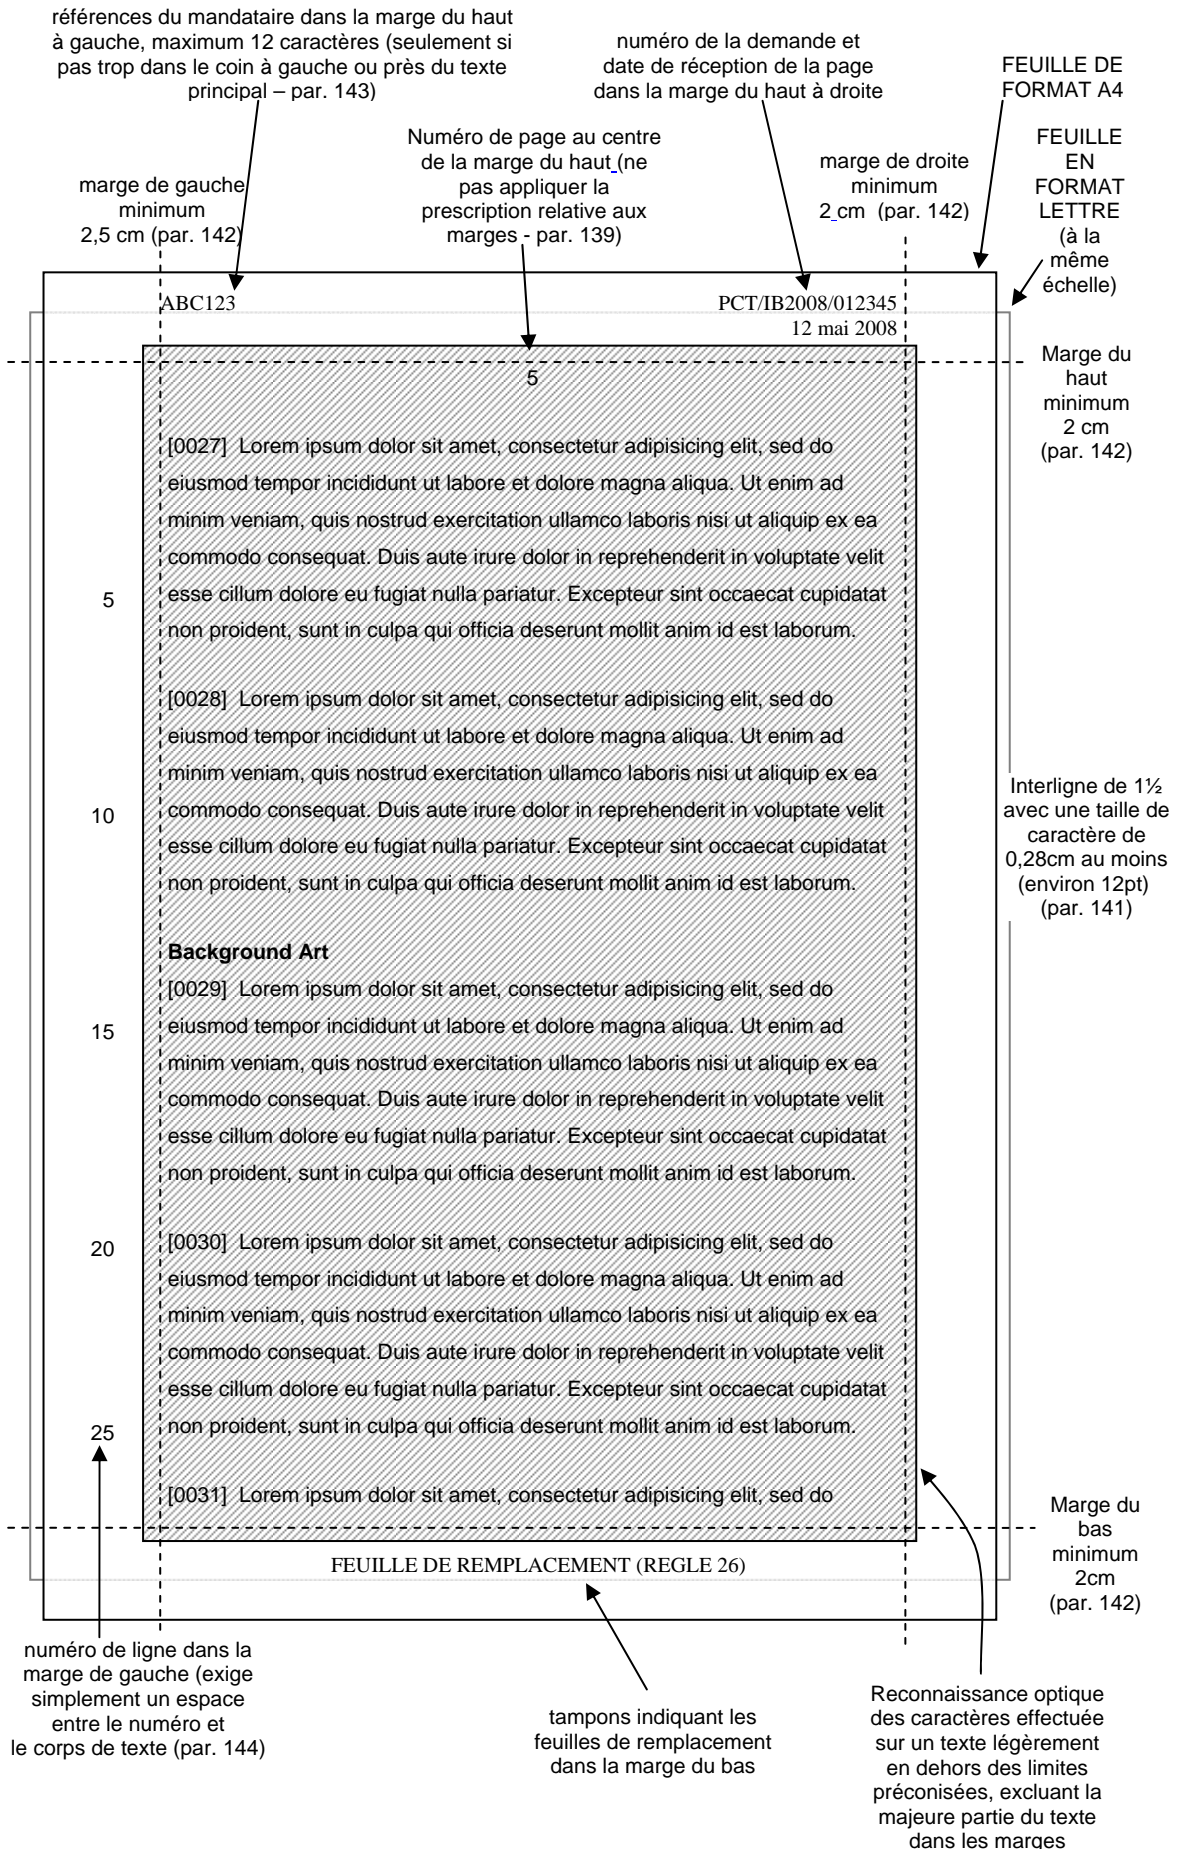 références du mandataire dans la marge du haut
à gauche, maximum 12 caractères (seulement si
pas trop dans le coin à gauche ou près du texte
principal – par. 143)
numéro de la demande et
date de réception de la page
dans la marge du haut à droite
FEUILLE DE
FORMAT A4
Numéro de page au centre
de la marge du haut (ne
pas appliquer la
prescription relative aux
marges - par. 139)
FEUILLE
EN
FORMAT
LETTRE
(à la
même
échelle)
marge de gauche
minimum
2,5 cm (par. 142)
marge de droite
minimum
2 cm (par. 142)
ABC123
PCT/IB2008/012345
12 mai 2008
Marge du
haut
minimum
2 cm
(par. 142)
5
[0027] Lorem ipsum dolor sit amet, consectetur adipisicing elit, sed do
eiusmod tempor incididunt ut labore et dolore magna aliqua. Ut enim ad
minim veniam, quis nostrud exercitation ullamco laboris nisi ut aliquip ex ea
commodo consequat. Duis aute irure dolor in reprehenderit in voluptate velit
5 esse cillum dolore eu fugiat nulla pariatur. Excepteur sint occaecat cupidatat
non proident, sunt in culpa qui officia deserunt mollit anim id est laborum.
[0028] Lorem ipsum dolor sit amet, consectetur adipisicing elit, sed do
eiusmod tempor incididunt ut labore et dolore magna aliqua. Ut enim ad
minim veniam, quis nostrud exercitation ullamco laboris nisi ut aliquip ex ea
10 commodo consequat. Duis aute irure dolor in reprehenderit in voluptate velit
esse cillum dolore eu fugiat nulla pariatur. Excepteur sint occaecat cupidatat
non proident, sunt in culpa qui officia deserunt mollit anim id est laborum.
Interligne de 1½
avec une taille de
caractère de
0,28cm au moins
(environ 12pt)
(par. 141)
Background Art
[0029] Lorem ipsum dolor sit amet, consectetur adipisicing elit, sed do
15 eiusmod tempor incididunt ut labore et dolore magna aliqua. Ut enim ad
minim veniam, quis nostrud exercitation ullamco laboris nisi ut aliquip ex ea
commodo consequat. Duis aute irure dolor in reprehenderit in voluptate velit
esse cillum dolore eu fugiat nulla pariatur. Excepteur sint occaecat cupidatat
non proident, sunt in culpa qui officia deserunt mollit anim id est laborum.
20 [0030] Lorem ipsum dolor sit amet, consectetur adipisicing elit, sed do
eiusmod tempor incididunt ut labore et dolore magna aliqua. Ut enim ad
minim veniam, quis nostrud exercitation ullamco laboris nisi ut aliquip ex ea
commodo consequat. Duis aute irure dolor in reprehenderit in voluptate velit
esse cillum dolore eu fugiat nulla pariatur. Excepteur sint occaecat cupidatat
25 non proident, sunt in culpa qui officia deserunt mollit anim id est laborum.
[0031] Lorem ipsum dolor sit amet, consectetur adipisicing elit, sed do
Marge du
bas
minimum
2cm
(par. 142)
FEUILLE DE REMPLACEMENT (REGLE 26)
numéro de ligne dans la
marge de gauche (exige
simplement un espace
entre le numéro et
le corps de texte (par. 144)
tampons indiquant les
feuilles de remplacement
dans la marge du bas
Reconnaissance optique
des caractères effectuée
sur un texte légèrement
en dehors des limites
préconisées, excluant la
majeure partie du texte
dans les marges